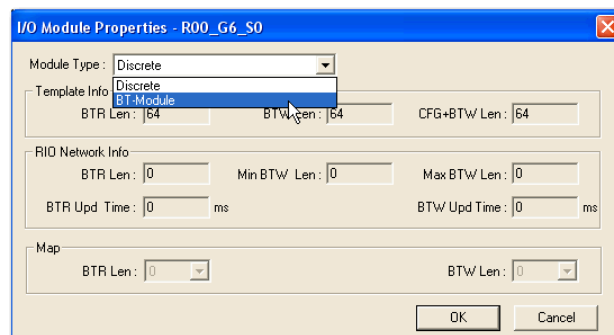 I/O Module Properties - R00_G6_S0
Module Type : Discrete
Discrete
BT-Module
Template Info
BTR Len : 64 BTW Len : 64 CFG+BTW Len : 64
RIO Network Info
BTR Len : 0 Min BTW Len : 0 Max BTW Len : 0
BTR Upd Time : 0 ms BTW Upd Time : 0 ms
Map
BTR Len : 0 BTW Len : 0
OK Cancel